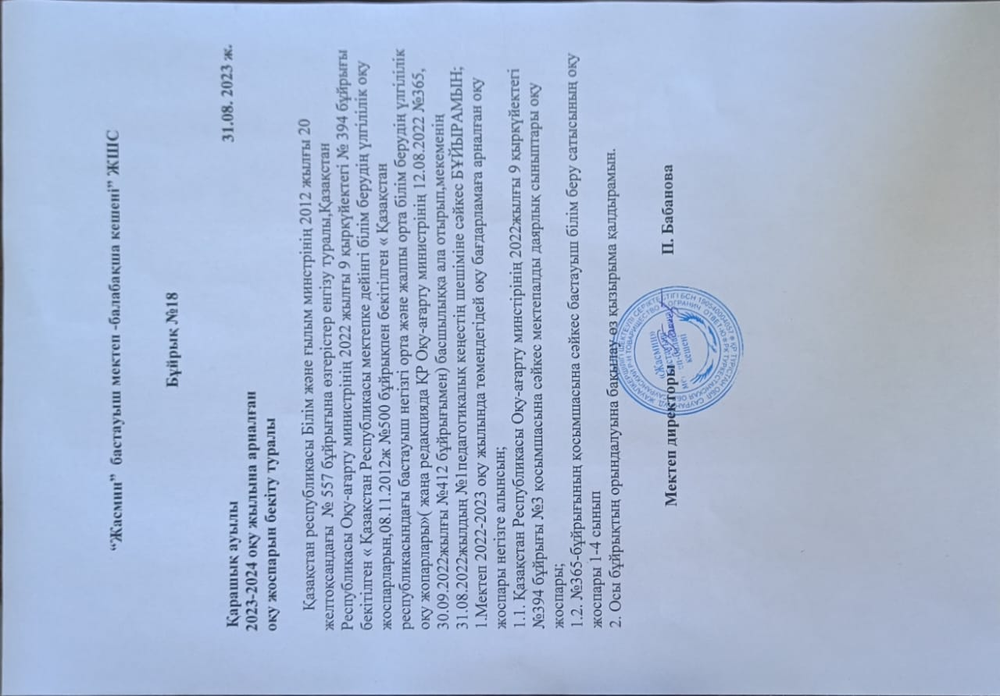 “Жасмин” бастауыш мектеп -балабақша кешені” ЖШС
Бұйрық №18
Қарашық ауылы 31.08. 2023 ж.
2023-2024 оқу жылына арналған
оқу жоспарын бекіту туралы
Қазақстан республикасы Білім және ғылым минстрінің 2012 жылғы 20
желтоқсандағы № 557 бұйрығына өзгерістер енгізу туралы,Қазақстан
Республикасы Оқу-ағарту министрінің 2022 жылғы 9 қыркүйектегі № 394 бұйрығы
бекітілген « Қазақстан Республикасы мектепке дейінгі білім берудің үлгілілік оқу
жоспарларын,08.11.2012ж №500 бұйрықпен бекітілген « Қазақстан
республикасындағы бастауыш негізгі орта және жалпы орта білім берудің үлгілілік
оқу жопарлары»( жаңа редакцияда ҚР Оқу-ағарту министрінің 12.08.2022 №365,
30.09.2022жылғы №412 бұйрығымен) басшылыққа ала отырып,мекеменің
31.08.2022жылдың №1педагогикалық кеңестің шешіміне сәйкес БҰЙЫРАМЫН;
1.Мектеп 2022-2023 оқу жылында төмендегідей оқу бағдарламаға арналған оқу
жоспары негізге алынсын;
1.1. Қазақстан Республикасы Оқу-ағарту минстірінің 2022жылғы 9 қыркүйектегі
№394 бұйрығы №3 қосымшасына сәйкес мектепалды даярлық сыныптары оқу
жоспары;
1.2. №365-бұйрығының қосымшасына сәйкес бастауыш білім беру сатысының оқу
жоспары 1-4 сынып
2. Осы бұйрықтың орындалуына бақылау өз қызырыма қалдырамын.
Мектеп директоры П. Бабанова
«Жасмин»
кешені